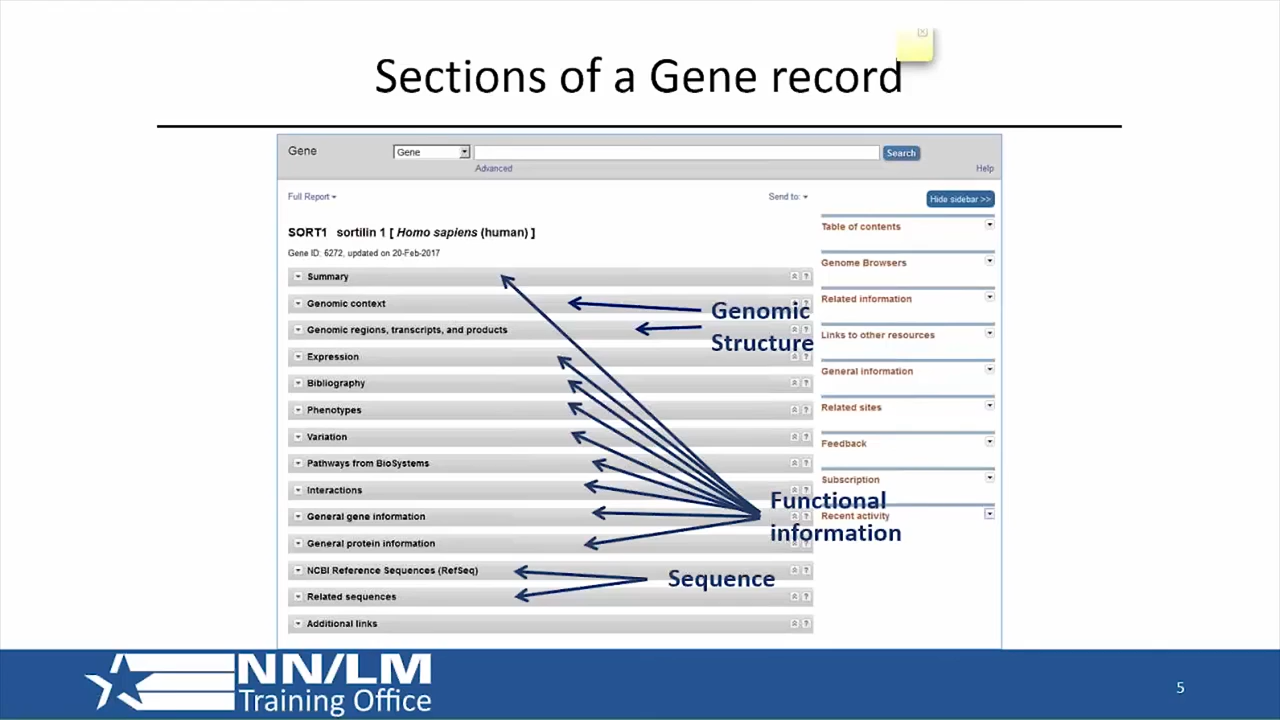 Sections of a Gene record
Gene
Gene
Search
Advanced
Help
Full Report
Send to:
Hide sidebar >>
SORT1 sortilin 1 [ Homo sapiens (human) ]
Gene ID: 6272, updated on 20-Feb-2017
Summary
Genomic context
Genomic regions, transcripts, and products
Expression
Bibliography
Phenotypes
Variation
Pathways from BioSystems
Interactions
General gene information
General protein information
NCBI Reference Sequences (RefSeq)
Related sequences
Additional links
Genomic
Structure
Functional
information
Sequence
Table of contents
Genome Browsers
Related information
Links to other resources
General information
Related sites
Feedback
Subscription
Recent activity
NN/LM
Training Office
5